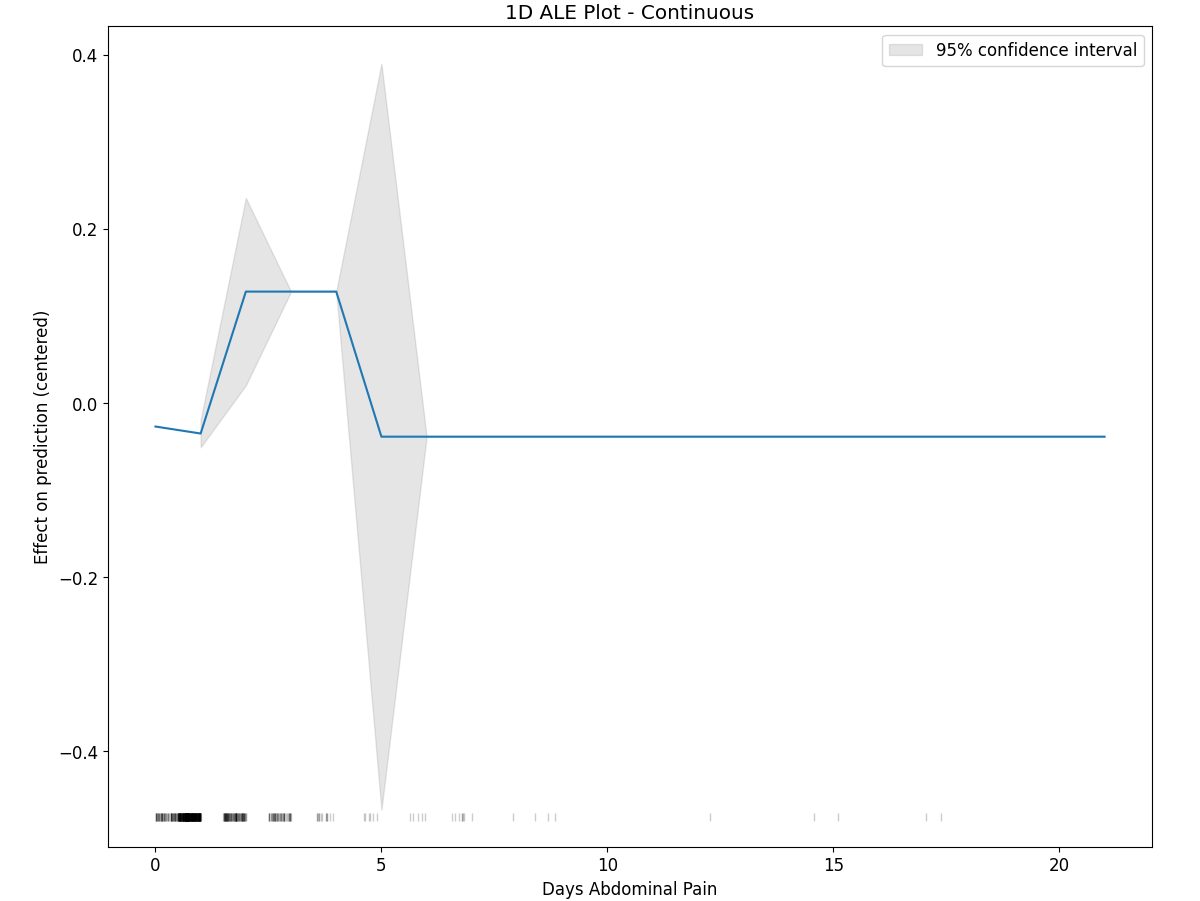 1D ALE Plot - Continuous
95% confidence interval
Effect on prediction (centered)
0.4
0.2
0.0
−0.2
−0.4
0 5 10 15 20
Days Abdominal Pain